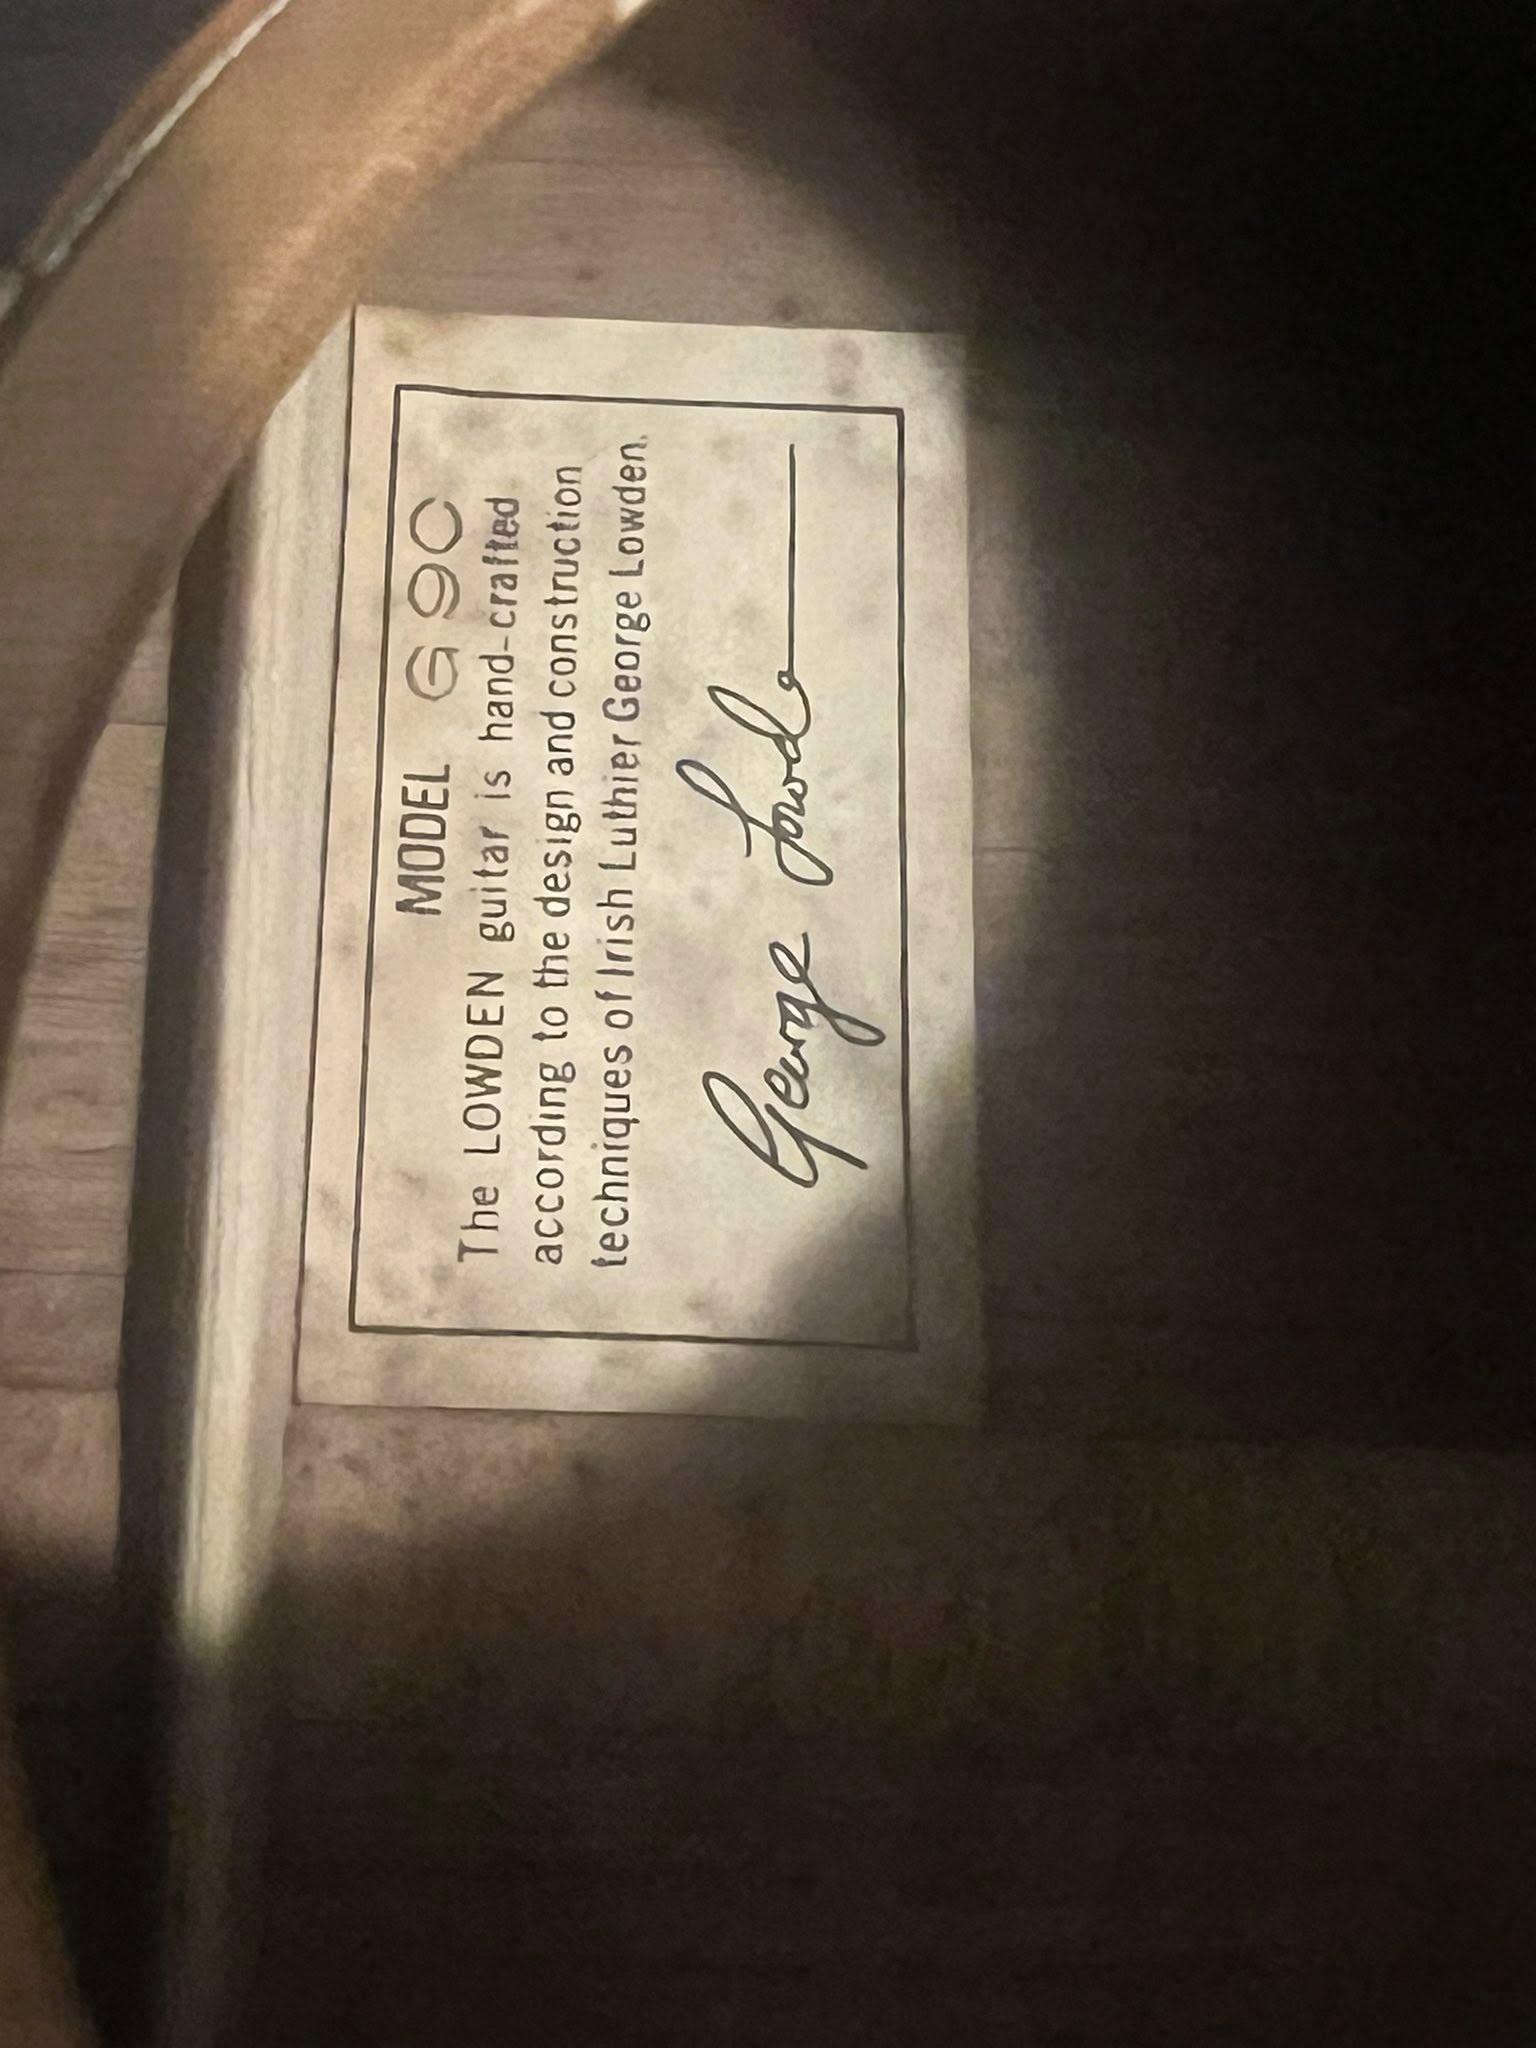 MODEL G90
The LOWDEN guitar is hand-crafted
according to the design and construction
techniques of Irish Luthier George Lowden.
George Lowden